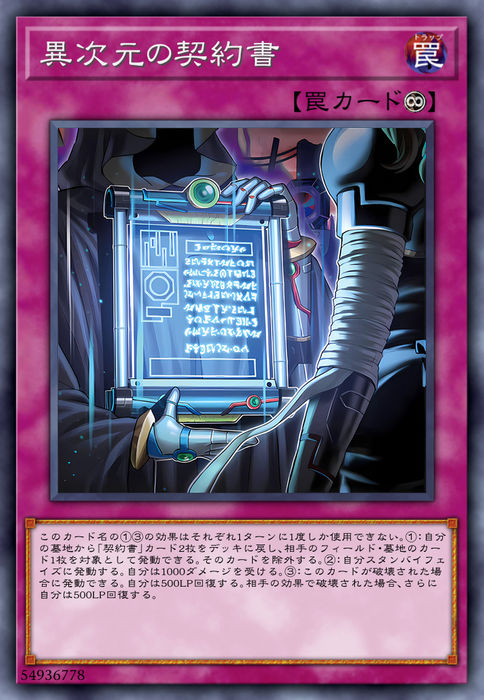 異次元の契約書
トラップ
罠
【罠カード】
このカード名の①③の効果はそれぞれ1ターンに1度しか使用できない。①:自分
の墓地から「契約書」カード2枚をデッキに戻し、相手のフィールド・墓地のカー
ド1枚を対象として発動できる。そのカードを除外する。②:自分スタンバイフェ
イズに発動する。自分は1000ダメージを受ける。③:このカードが破壊された場
合に発動できる。自分は500LP回復する。相手の効果で破壊された場合、さらに
自分は500LP回復する。
54936778